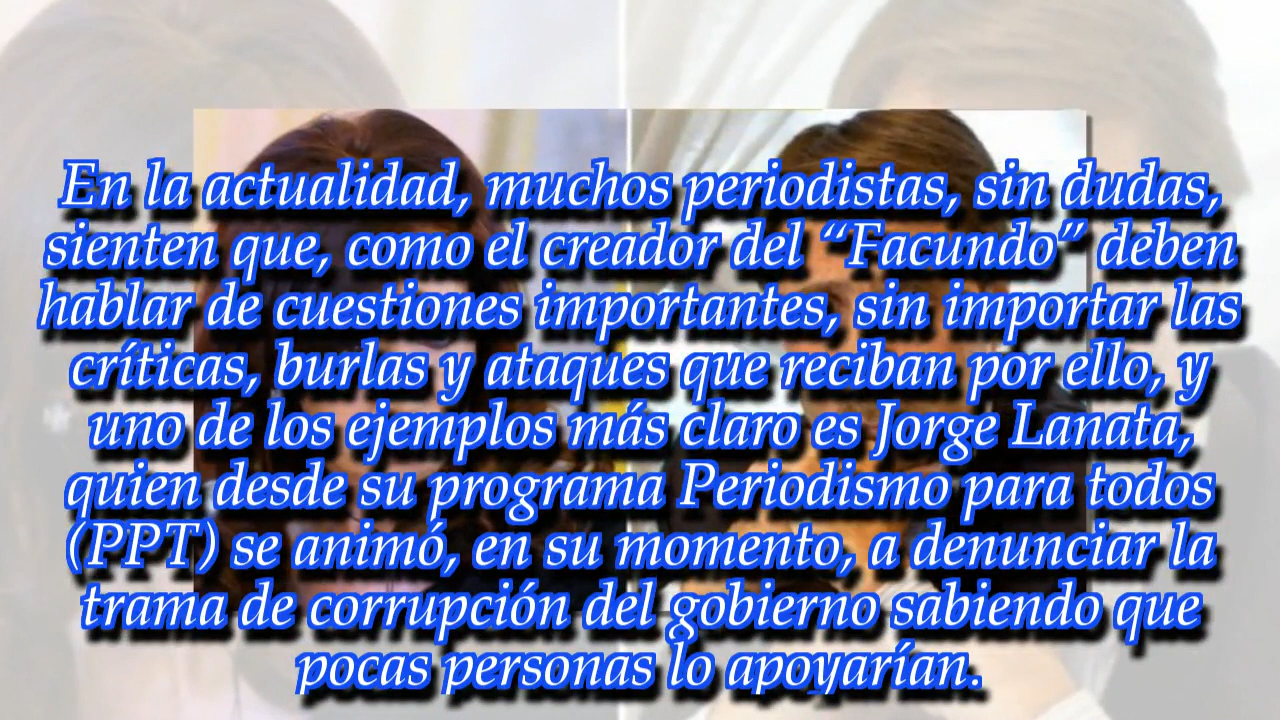 En la actualidad, muchos periodistas, sin dudas,
sienten que, como el creador del “Facundo” deben
hablar de cuestiones importantes, sin importar las
críticas, burlas y ataques que reciban por ello, y
uno de los ejemplos más claro es Jorge Lanata,
quien desde su programa Periodismo para todos
(PPT) se animó, en su momento, a denunciar la
trama de corrupción del gobierno sabiendo que
pocas personas lo apoyarían.